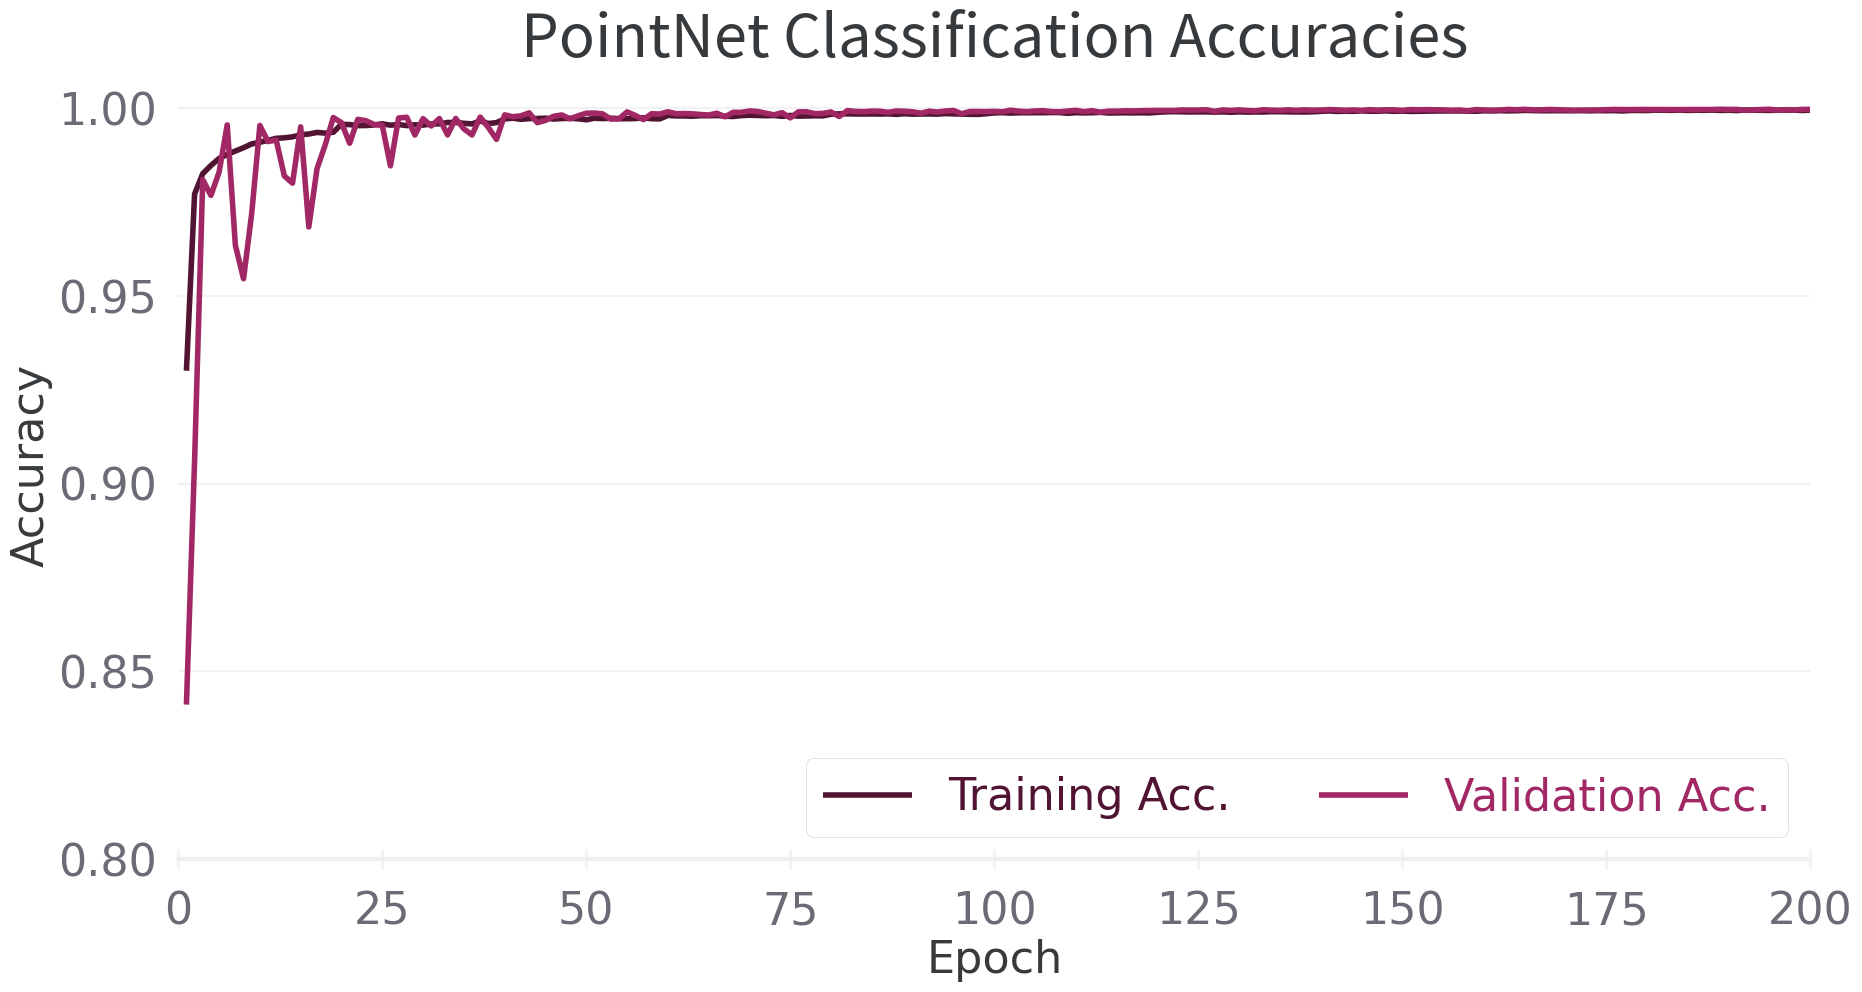 PointNet Classification Accuracies
1.00
0.95
0.90
0.85
0.80
Accuracy
Training Acc. Validation Acc.
0 25 50 75 100 125 150 175 200
Epoch